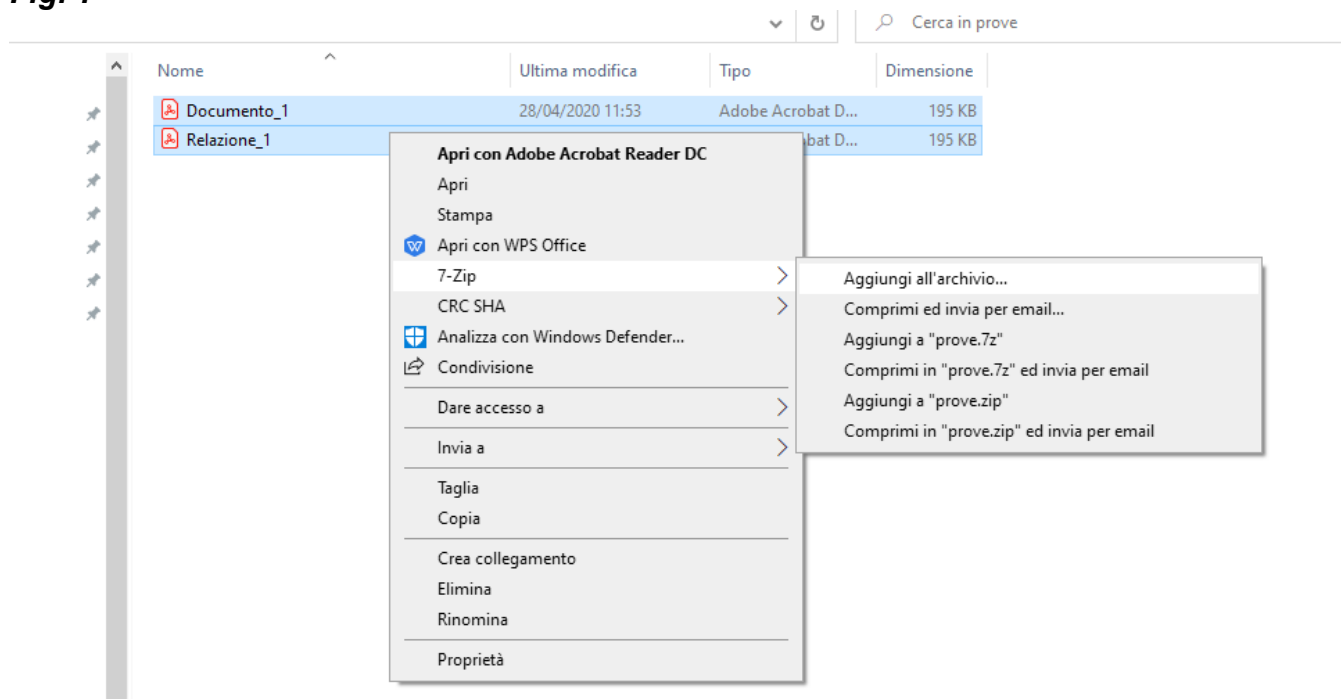 Cerca in prove
Nome Ultima modifica Tipo Dimensione
Documento_1 28/04/2020 11:53 Adobe Acrobat D... 195 KB
Relazione_1 bat D... 195 KB
Apri con Adobe Acrobat Reader DC
Apri
Stampa
Apri con WPS Office
7-Zip
CRC SHA
Analizza con Windows Defender...
Condivisione
Dare accesso a
Invia a
Taglia
Copia
Crea collegamento
Elimina
Rinomina
Proprietà
Aggiungi all'archivio...
Comprimi ed invia per email...
Aggiungi a "prove.7z"
Comprimi in "prove.7z" ed invia per email
Aggiungi a "prove.zip"
Comprimi in "prove.zip" ed invia per email